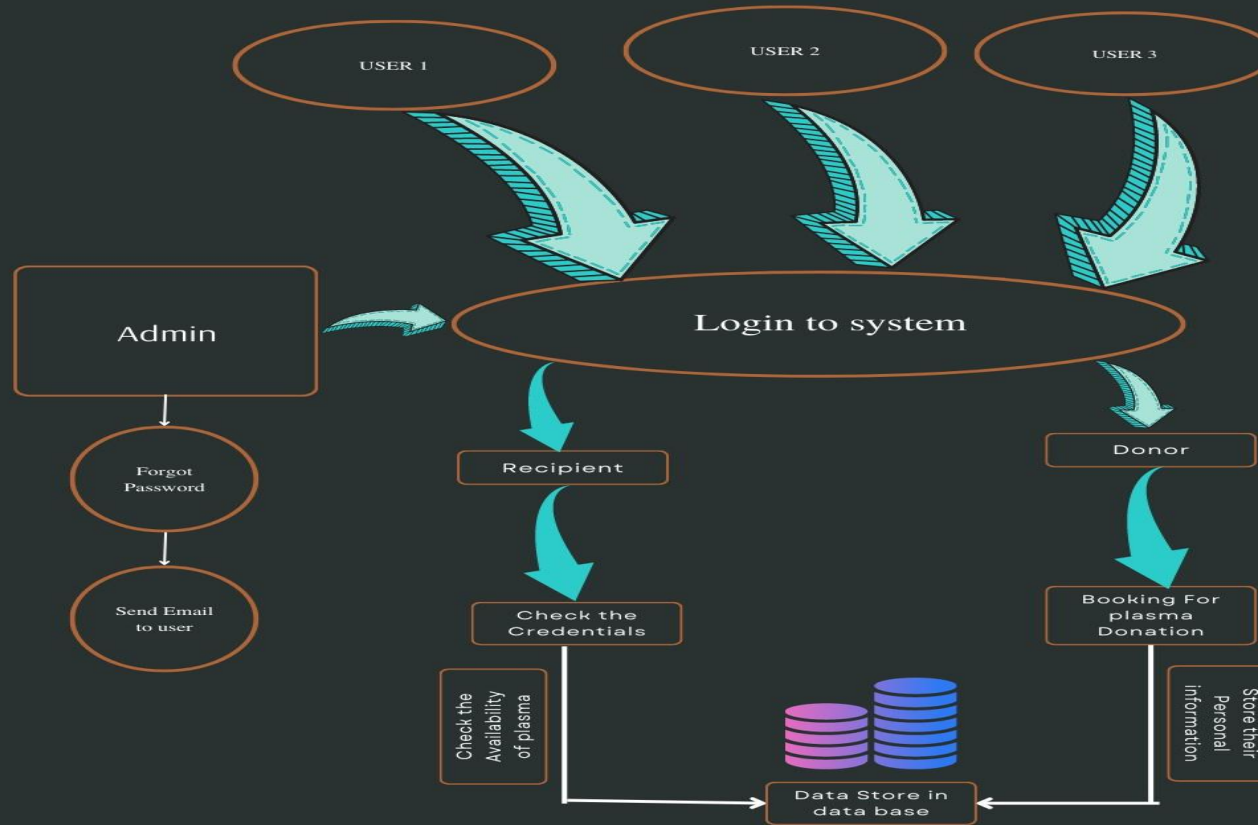 USER 1
USER 2
USER 3
Admin
Login to system
Forgot
Password
Recipient
Donor
Send Email
to user
Check the
Credentials
Booking For
plasma
Donation
Check the
Availability
of plasma
Store their
Personal
information
Data Store in
data base